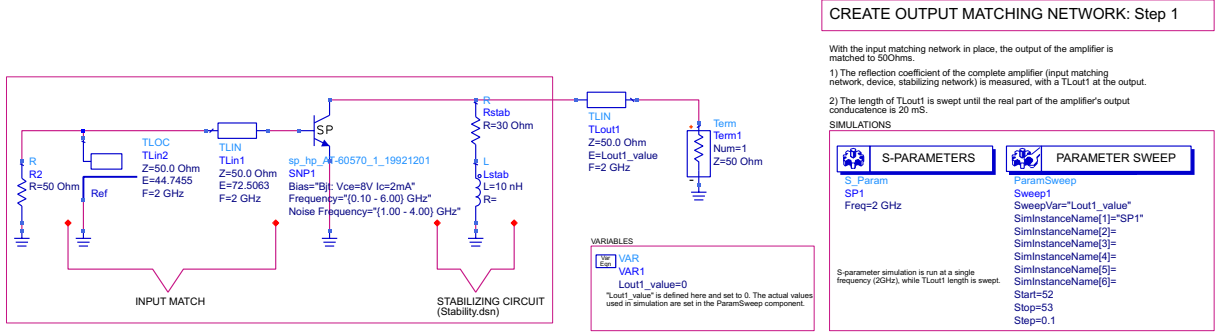 CREATE OUTPUT MATCHING NETWORK: Step 1
With the input matching network in place, the output of the amplifier is
matched to 50Ohms.
1) The reflection coefficient of the complete amplifier (input matching
network, device, stabilizing network) is measured, with a TLout1 at the output.
2) The length of TLout1 is swept until the real part of the amplifier's output
conducatence is 20 mS.
SIMULATIONS
S-PARAMETERS
S_Param
SP1
Freq=2 GHz
S-parameter simulation is run at a single
frequency (2GHz), while TLout1 length is swept.
PARAMETER SWEEP
ParamSweep
Sweep1
SweepVar="Lout1_value"
SimInstanceName[1]="SP1"
SimInstanceName[2]=
SimInstanceName[3]=
SimInstanceName[4]=
SimInstanceName[5]=
SimInstanceName[6]=
Start=52
Stop=53
Step=0.1
R
R2
R=50 Ohm
Ref
TLOC
TLin2
Z=50.0 Ohm
E=44.7455
F=2 GHz
TLIN
TLin1
Z=50.0 Ohm
E=72.5063
F=2 GHz
SP
sp_hp_AT-60570_1_19921201
SNP1
Bias="Bjt: Vce=8V Ic=2mA"
Frequency="{0.10 - 6.00} GHz"
Noise Frequency="{1.00 - 4.00} GHz"
R
Rstab
R=30 Ohm
L
Lstab
L=10 nH
R=
TLIN
TLout1
Z=50.0 Ohm
E=Lout1_value
F=2 GHz
Term
Term1
Num=1
Z=50 Ohm
INPUT MATCH
STABILIZING CIRCUIT
(Stability.dsn)
VARIABLES
Var
Eqn
VAR
VAR1
Lout1_value=0
"Lout1_value" is defined here and set to 0. The actual values
used in simulation are set in the ParamSweep component.